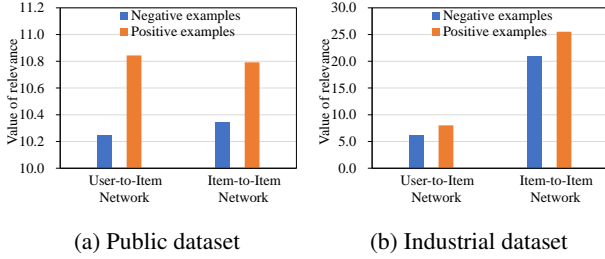 Value of relevance
11.2
11.0
10.8
10.6
10.4
10.2
10.0
Negative examples
Positive examples
User-to-Item
Network
Item-to-Item
Network
(a) Public dataset
Value of relevance
30.0
25.0
20.0
15.0
10.0
5.0
0.0
Negative examples
Positive examples
User-to-Item
Network
Item-to-Item
Network
(b) Industrial dataset